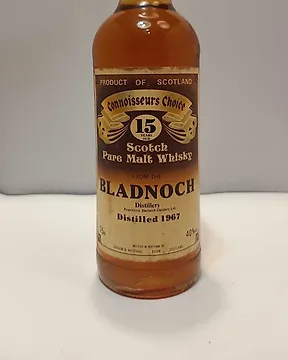 PRODUCT OF SCOTLAND
Connoisseurs Choice
15
YEARS
OLD
Scotch
Pure Malt Whisky
FROM THE
BLADNOCH
Distillery
Distilled 1967
40%